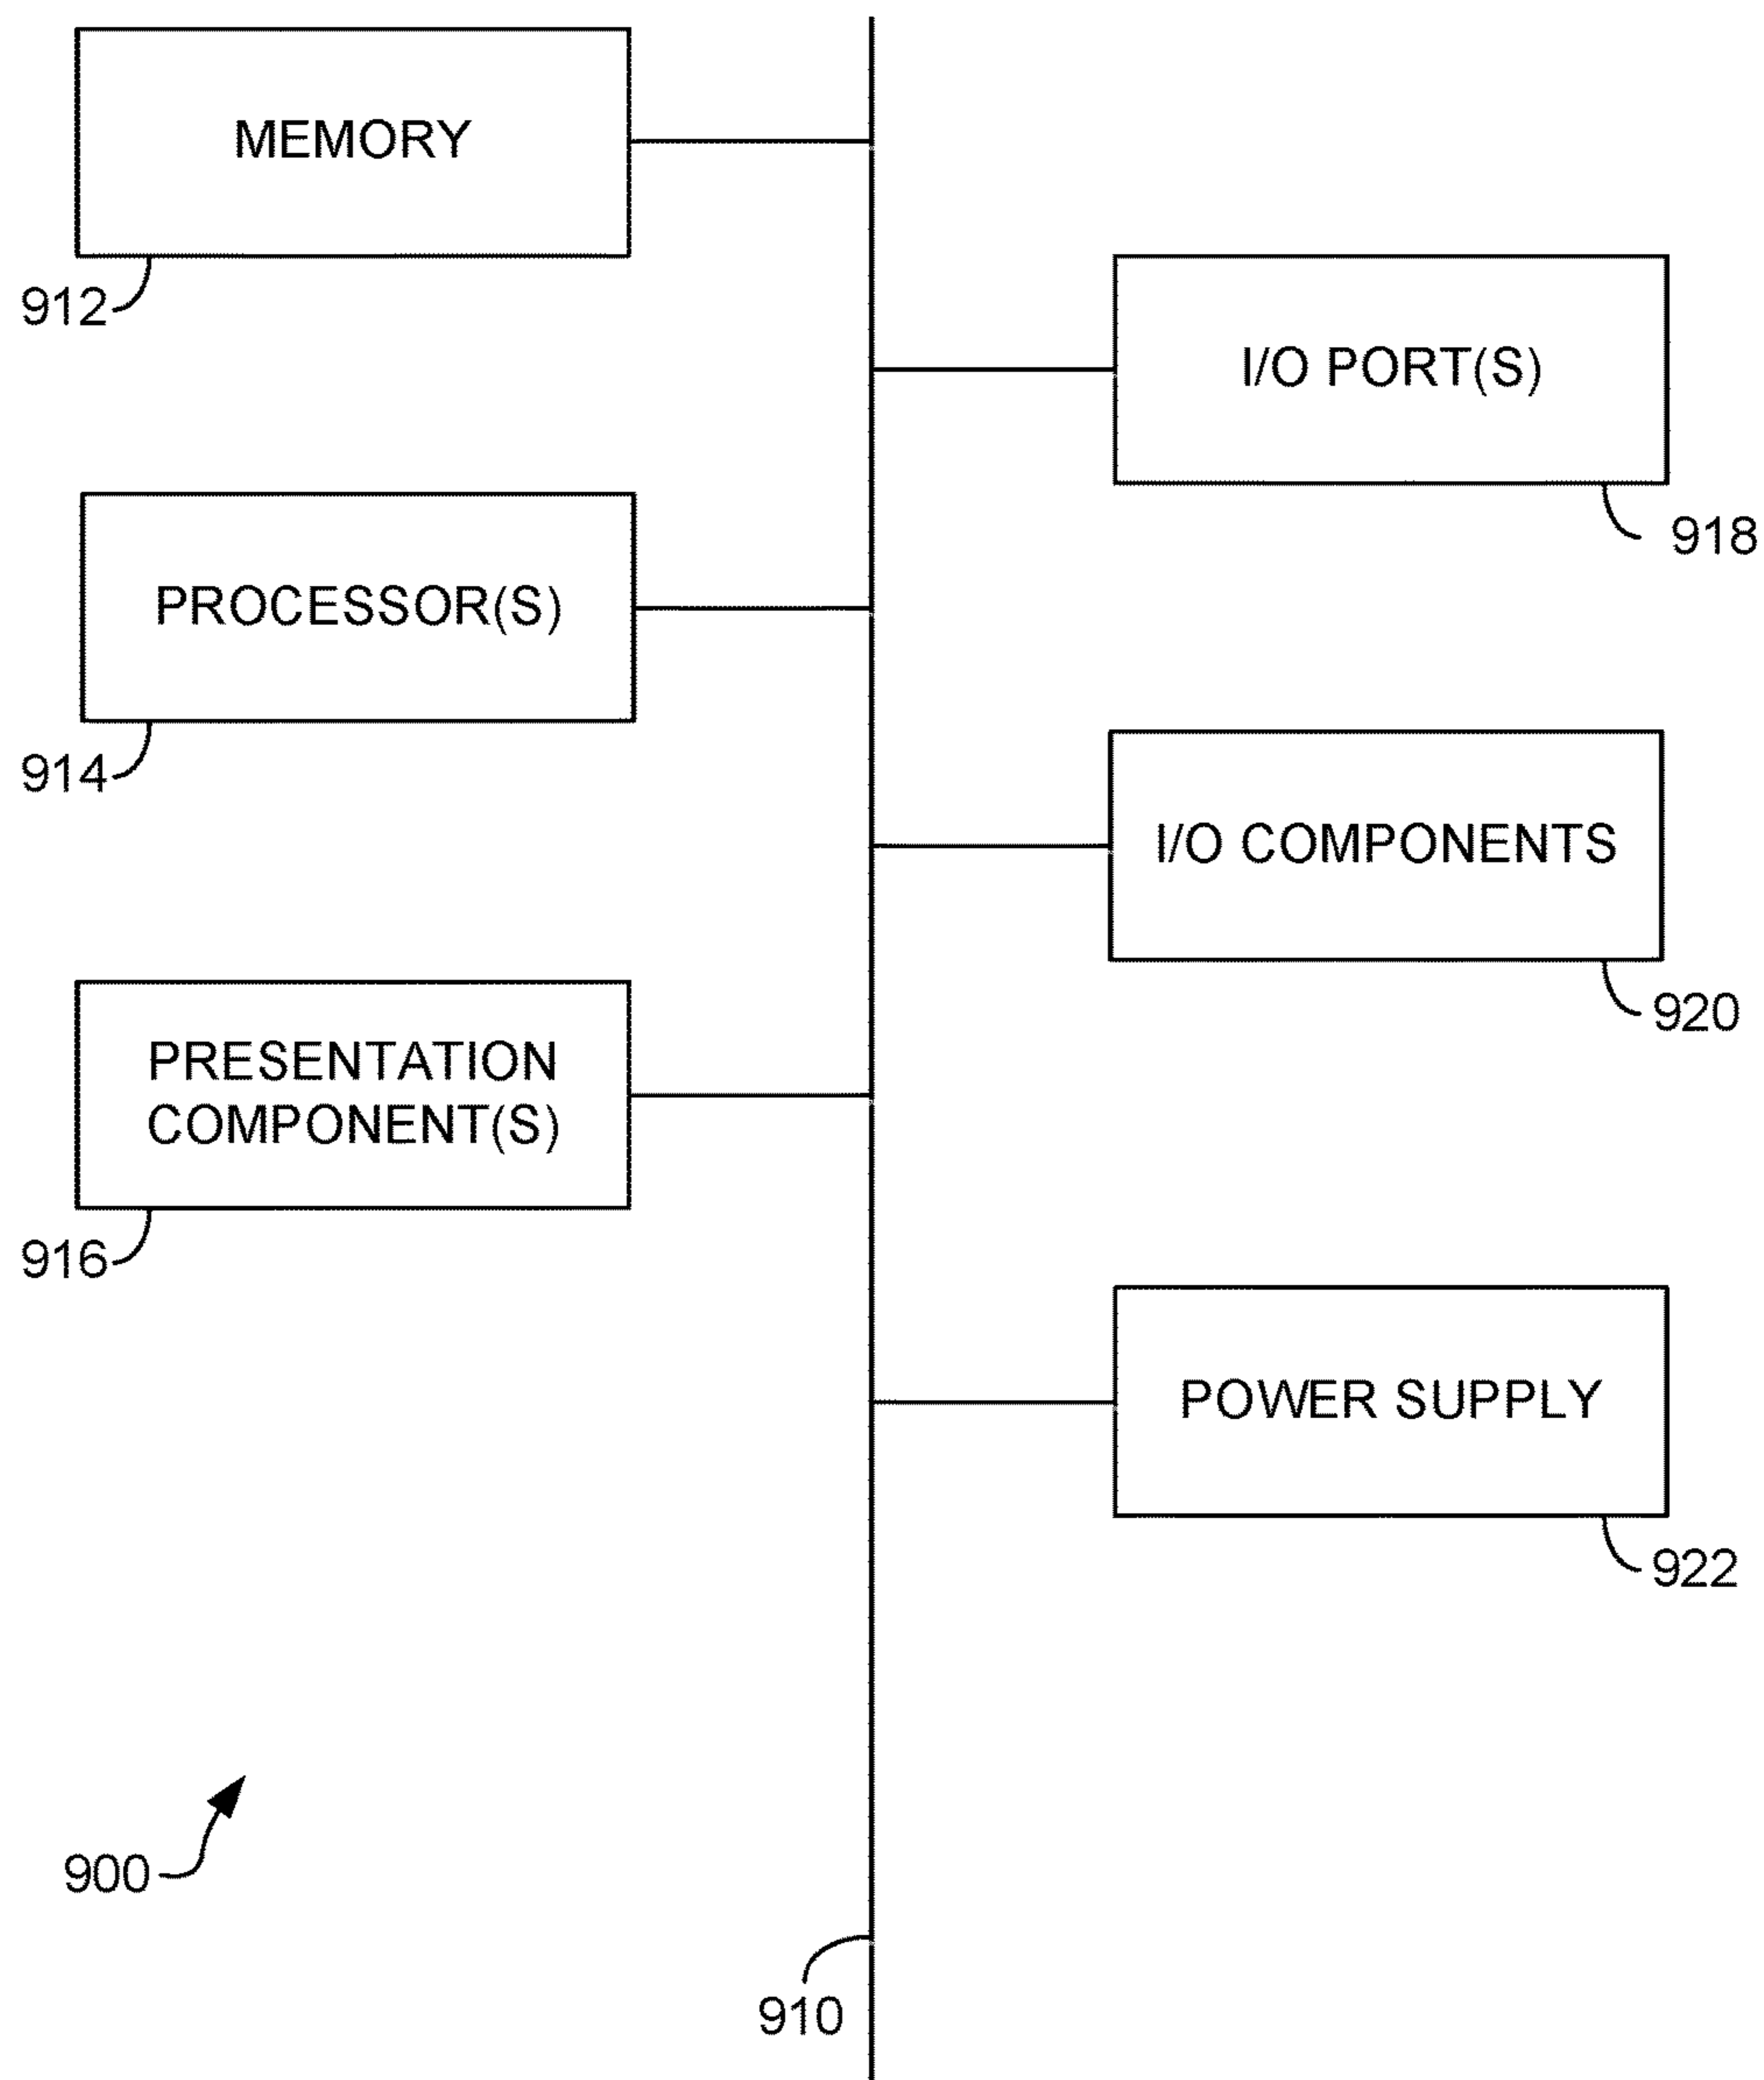 MEMORY
912
I/O PORT(S)
918
PROCESSOR(S)
914
I/O COMPONENTS
920
PRESENTATION
COMPONENT(S)
916
POWER SUPPLY
922
900
910